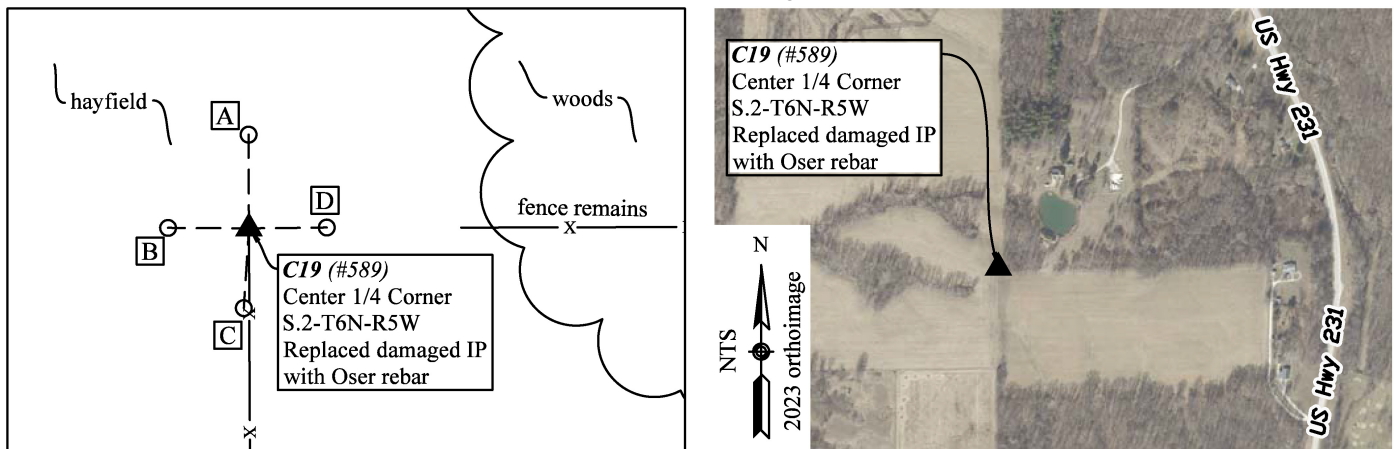 hayfield
woods
A
B
D
fence remains
x
C19 (#589)
Center 1/4 Corner
S.2-T6N-R5W
Replaced damaged IP
with Oser rebar
C
x
x
C19 (#589)
Center 1/4 Corner
S.2-T6N-R5W
Replaced damaged IP
with Oser rebar
US Hwy 231
N
NTS
2023 orthoimage
US Hwy 231